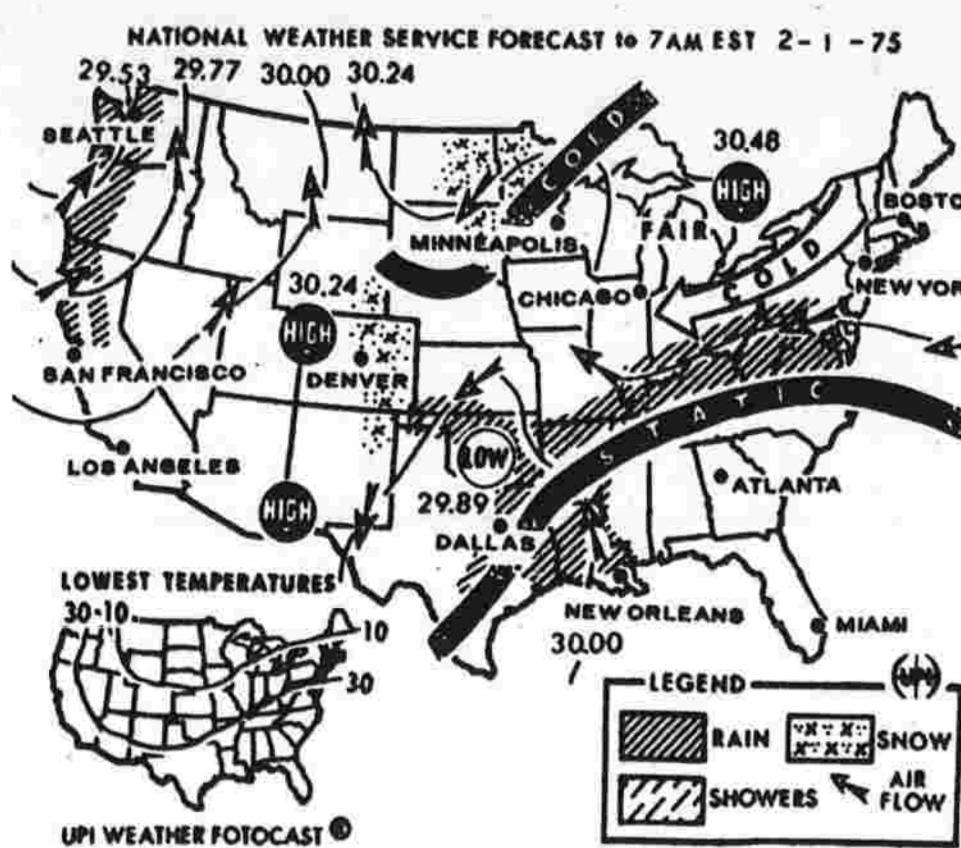 NATIONAL WEATHER SERVICE FORECAST to 7AM EST 2-1-75
29.53 29.77 30.00 30.24
SEATTLE
COLD
30.48
HIGH
BOSTO
MINNEAPOLIS
FAIR
COLD
30.24
CHICAGO
NEW YOR
HIGH
SAN FRANCISCO
DENVER
STATIC
LOS ANGELES
LOW
ATLANTA
HIGH
29.89
DALLAS
LOWEST TEMPERATURES
NEW ORLEANS
MIAMI
30-10
10
30.00
30
LEGEND
UPI
RAIN
SNOW
SHOWERS
AIR
FLOW
UPI WEATHER FOTOCAST ®